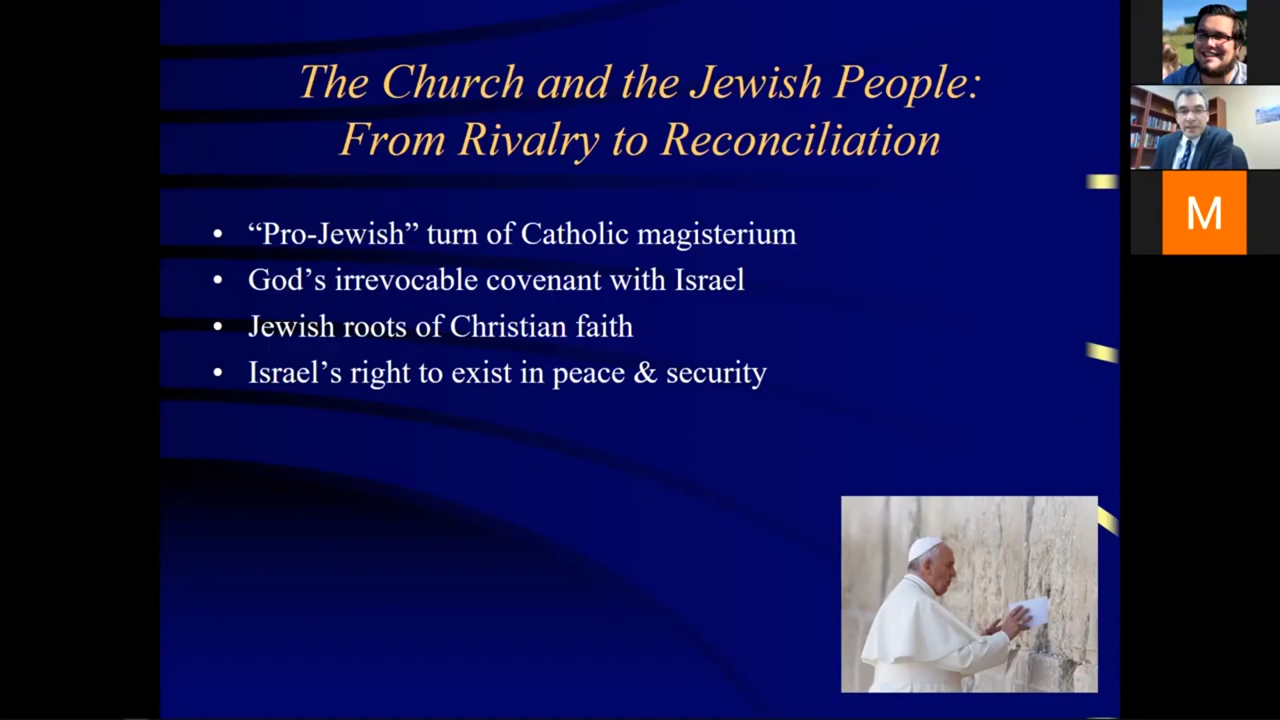 The Church and the Jewish People:
From Rivalry to Reconciliation
• “Pro-Jewish” turn of Catholic magisterium
• God’s irrevocable covenant with Israel
• Jewish roots of Christian faith
• Israel’s right to exist in peace & security
M